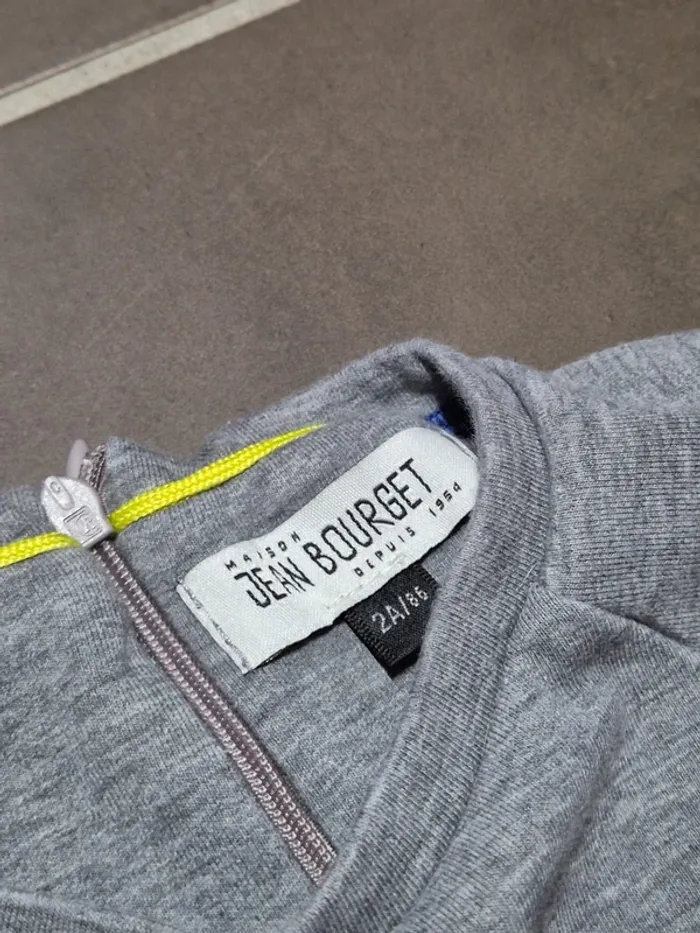 MAISON
JEAN BOURGET
DEPUIS 1954
2A/86